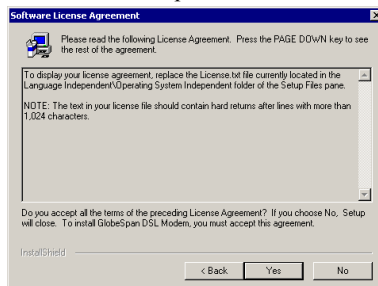 Software License Agreement
Please read the following License Agreement. Press the PAGE DOWN key to see
the rest of the agreement.
To display your license agreement, replace the License.txt file currently located in the
Language Independent\Operating System Independent folder of the Setup Files pane.
NOTE: The text in your license file should contain hard returns after lines with more than
1,024 characters.
Do you accept all the terms of the preceding License Agreement? If you choose No, Setup
will close. To install GlobeSpan DSL Modem, you must accept this agreement.
InstallShield
< Back Yes No